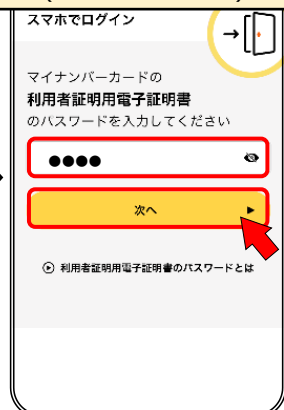 スマホでログイン
マイナンバーカードの
利用者証明用電子証明書
のパスワードを入力してください
●●●●
次へ
利用者証明用電子証明書のパスワードとは